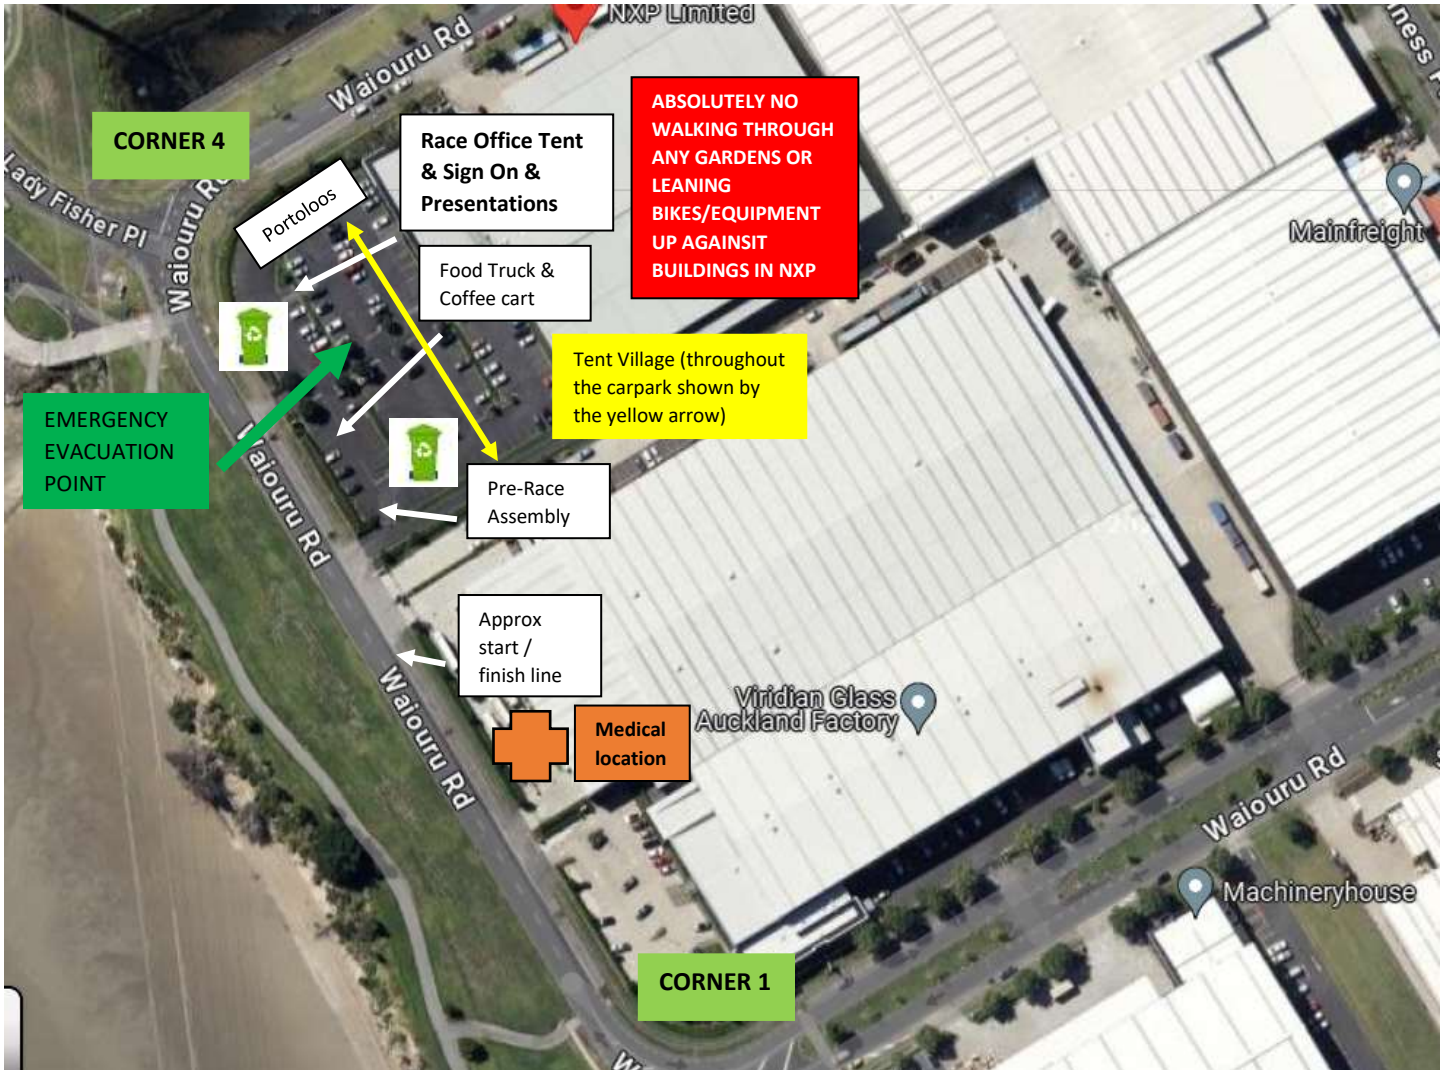 NXP Limited
Waiouru Rd
CORNER 4
Lady Fisher Pl
Waiouru Rd
Portoloos
Race Office Tent
& Sign On &
Presentations
ABSOLUTELY NO
WALKING THROUGH
ANY GARDENS OR
LEANING
BIKES/EQUIPMENT
UP AGAINSIT
BUILDINGS IN NXP
Mainfreight
Food Truck &
Coffee cart
Tent Village (throughout
the carpark shown by
the yellow arrow)
EMERGENCY
EVACUATION
POINT
Waiouru Rd
Pre-Race
Assembly
Approx
start /
finish line
Waiouru Rd
Medical
location
Viridian Glass
Auckland Factory
Waiouru Rd
Machineryhouse
CORNER 1